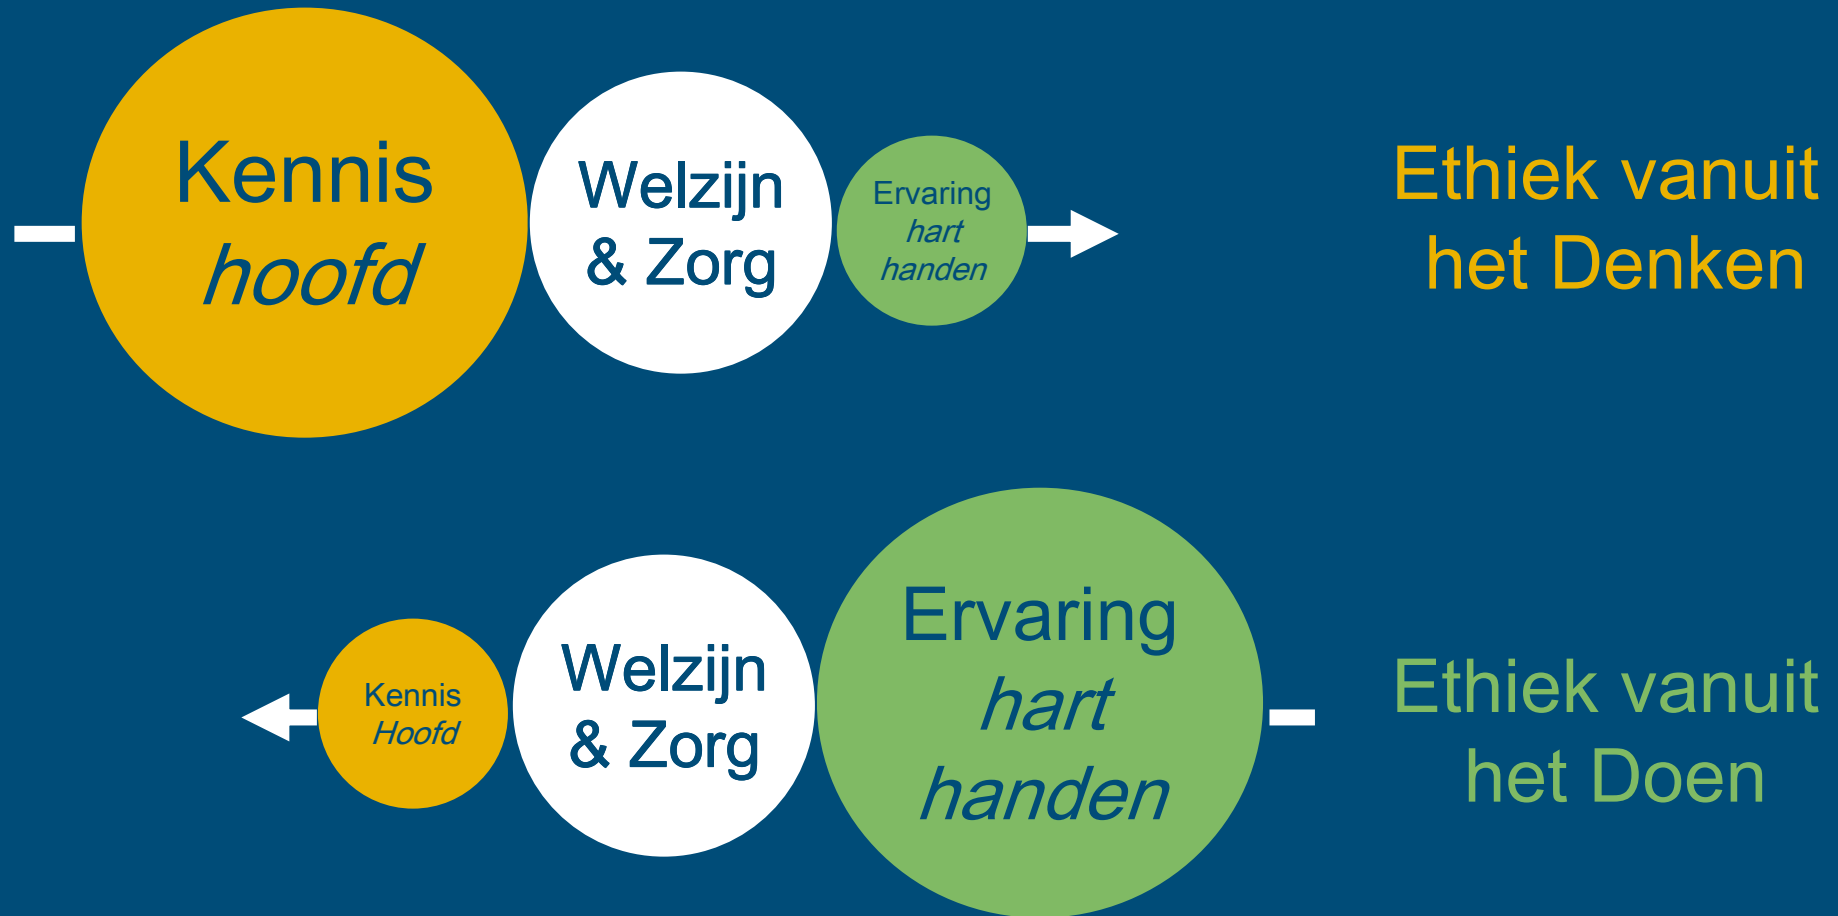 Kennis
hoofd
Welzijn
& Zorg
Ervaring
hart
handen
Ethiek vanuit
het Denken
Kennis
Hoofd
Welzijn
& Zorg
Ervaring
hart
handen
Ethiek vanuit
het Doen